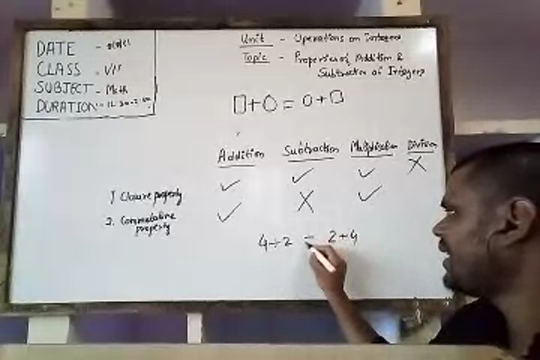 DATE -
CLASS - VII
SUBJECT - Math
DURATION -
Unit - Operations on Integers
Topic - Properties of Addition &
Subtraction of Integers
□+○=○+□
Addition Subtraction Multiplication Division
1) Closure property ✓ ✓ ✓ X
2. Commutative ✓ X ✓
property
4÷2 = 2÷4